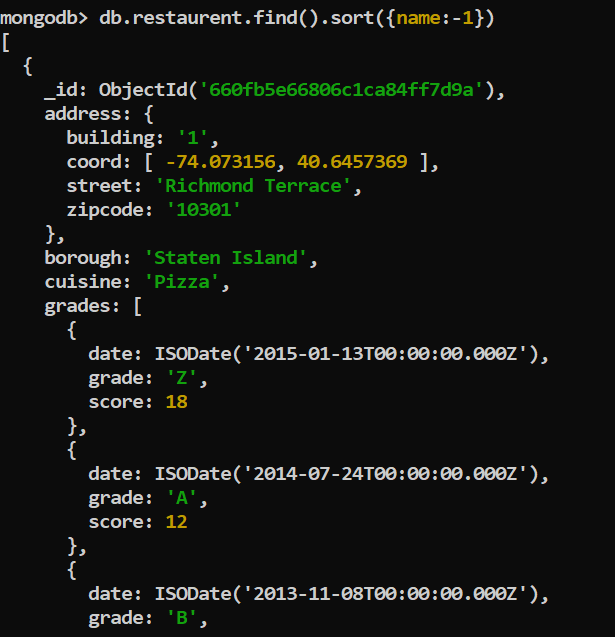 mongodb> db.restaurent.find().sort({name:-1})
[
  {
    _id: ObjectId('660fb5e66806c1ca84ff7d9a'),
    address: {
      building: '1',
      coord: [ -74.073156, 40.6457369 ],
      street: 'Richmond Terrace',
      zipcode: '10301'
    },
    borough: 'Staten Island',
    cuisine: 'Pizza',
    grades: [
      {
        date: ISODate('2015-01-13T00:00:00.000Z'),
        grade: 'Z',
        score: 18
      },
      {
        date: ISODate('2014-07-24T00:00:00.000Z'),
        grade: 'A',
        score: 12
      },
      {
        date: ISODate('2013-11-08T00:00:00.000Z'),
        grade: 'B',